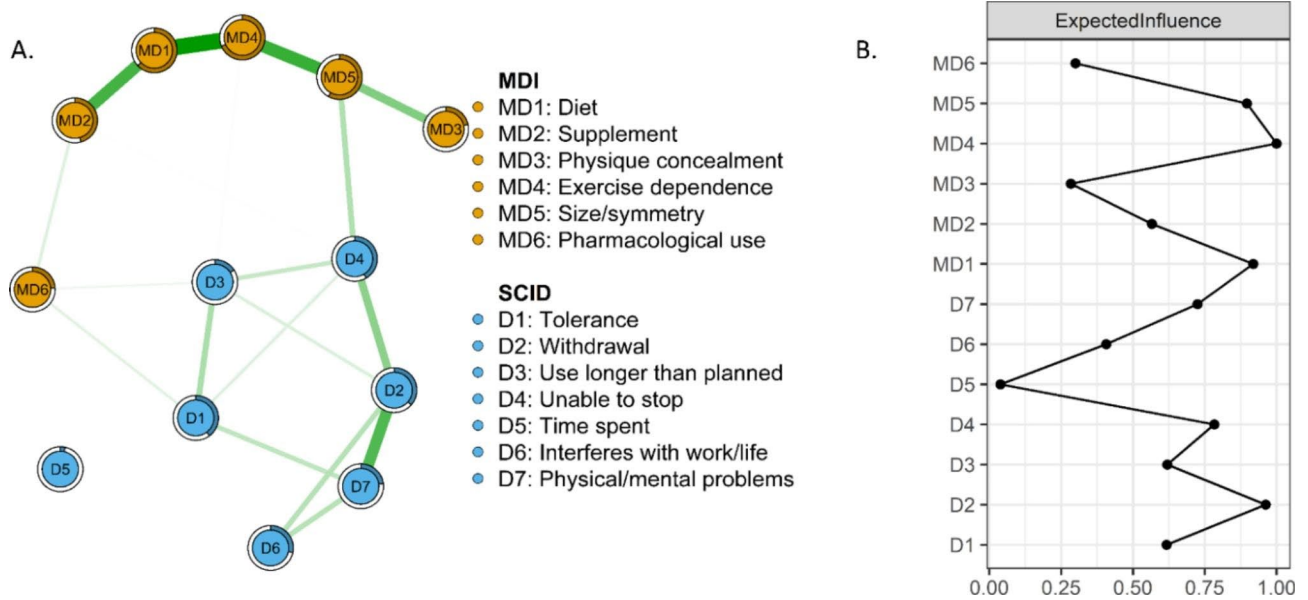 A.
MD1
MD4
MD5
MD2
MD3
D4
D3
MD6
D2
D1
D5
D7
D6
MDI
MD1: Diet
MD2: Supplement
MD3: Physique concealment
MD4: Exercise dependence
MD5: Size/symmetry
MD6: Pharmacological use
SCID
D1: Tolerance
D2: Withdrawal
D3: Use longer than planned
D4: Unable to stop
D5: Time spent
D6: Interferes with work/life
D7: Physical/mental problems
B.
ExpectedInfluence
MD6
MD5
MD4
MD3
MD2
MD1
D7
D6
D5
D4
D3
D2
D1
0.00 0.25 0.50 0.75 1.00